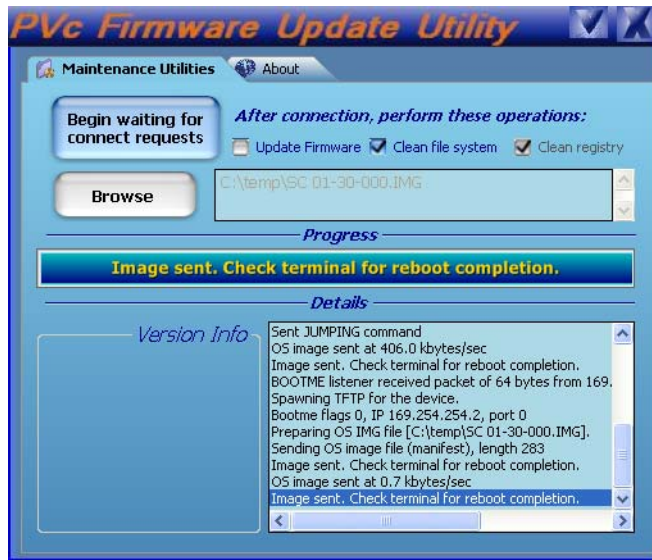 PVc Firmware Update Utility
Maintenance Utilities
About
Begin waiting for
connect requests
After connection, perform these operations:
Update Firmware
Clean file system
Clean registry
Browse
C:\temp\SC 01-30-000.IMG
Progress
Image sent. Check terminal for reboot completion.
Details
Version Info
Sent JUMPING command
OS image sent at 406.0 kbytes/sec
Image sent. Check terminal for reboot completion.
BOOTME listener received packet of 64 bytes from 169.
Spawning TFTP for the device.
Bootme flags 0, IP 169.254.254.2, port 0
Preparing OS IMG file [C:\temp\SC 01-30-000.IMG].
Sending OS image file (manifest), length 283
Image sent. Check terminal for reboot completion.
OS image sent at 0.7 kbytes/sec
Image sent. Check terminal for reboot completion.